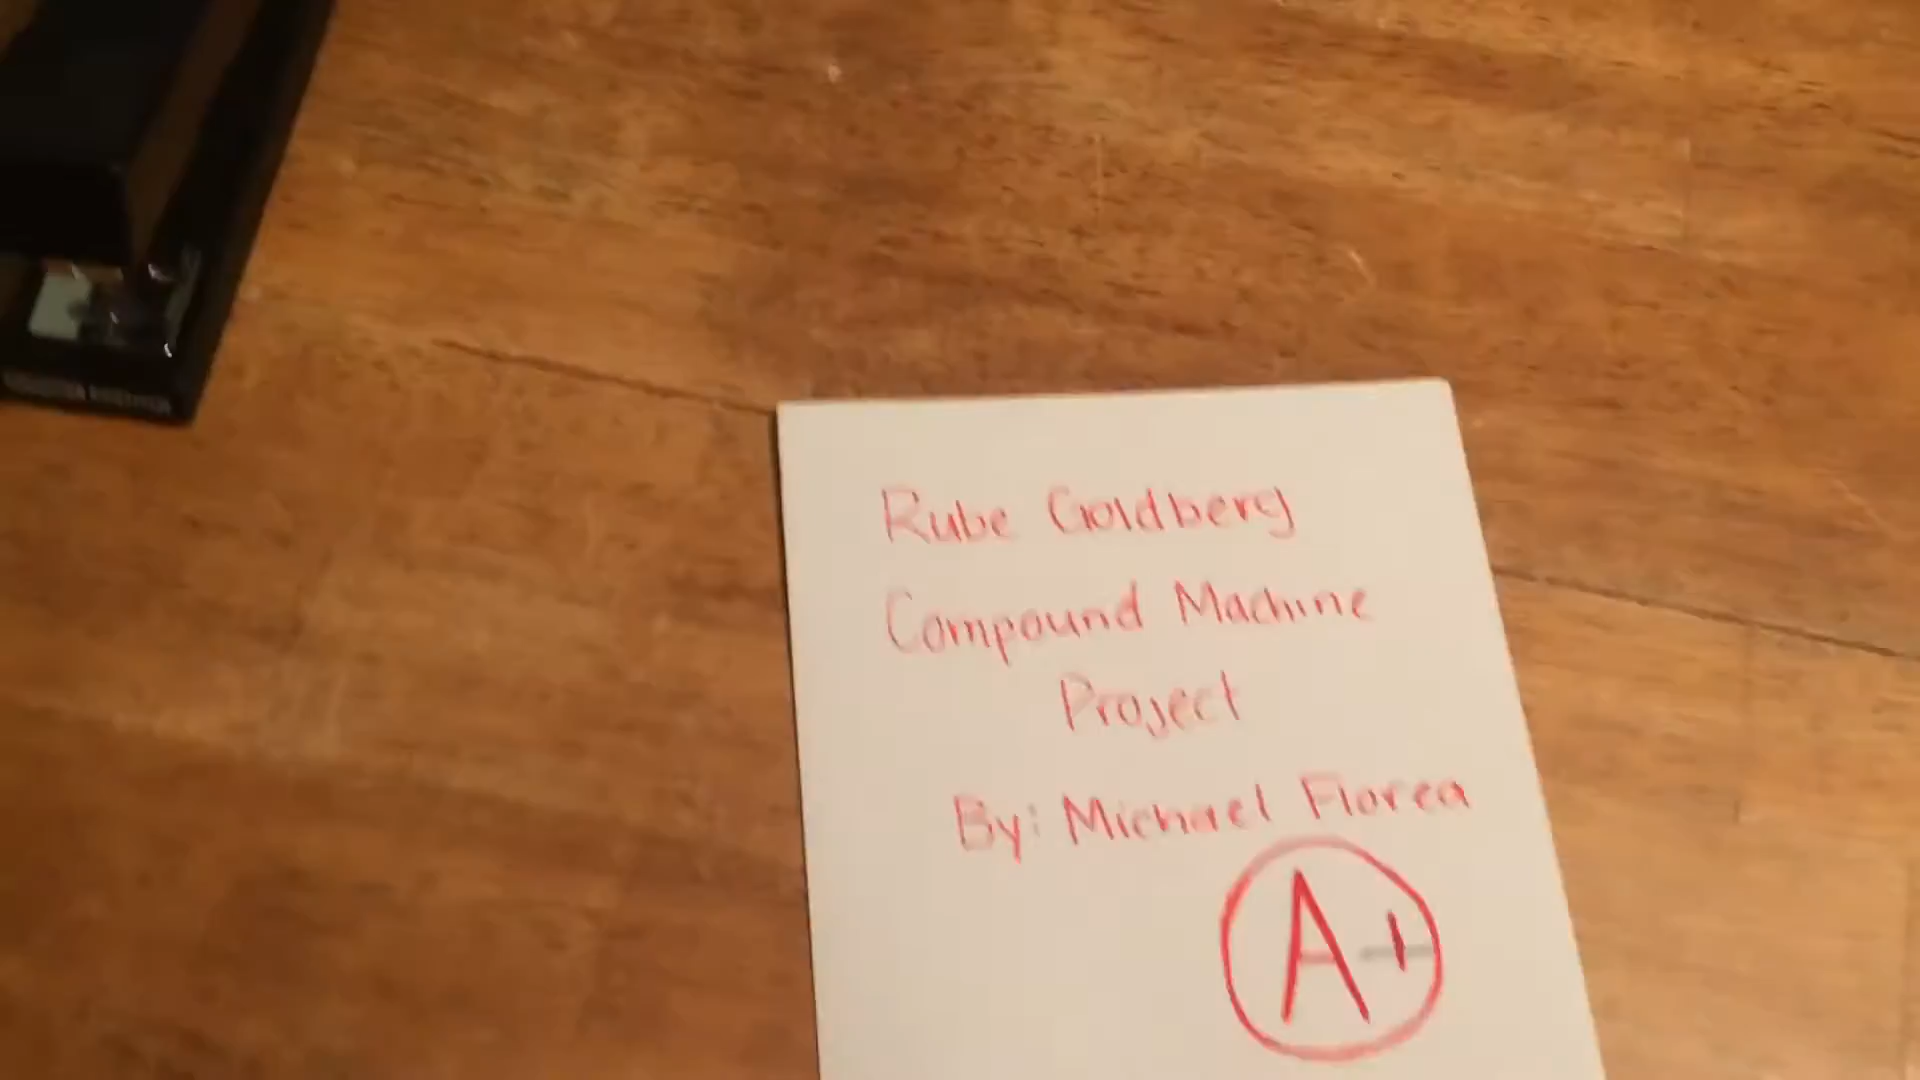 Rube Goldberg
Compound Machine
Project
By: Michael Florea
A+